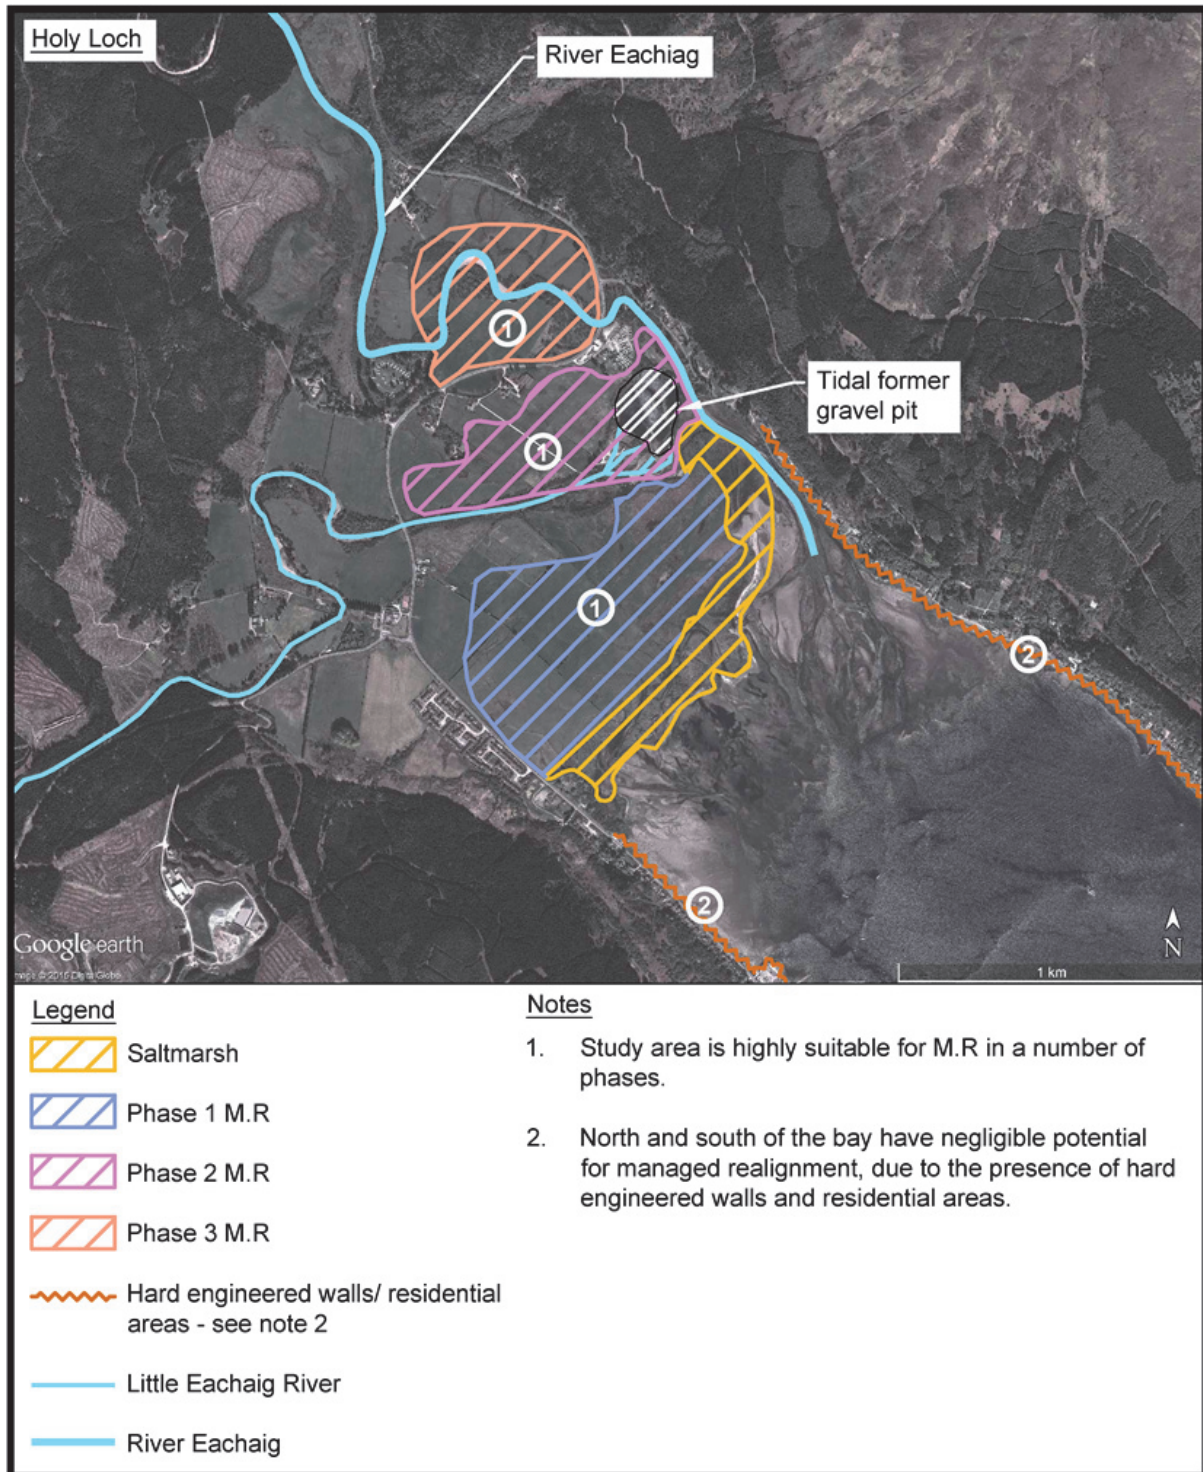 Holy Loch
River Eachiag
1
Tidal former
gravel pit
1
1
2
2
N
Google earth
1 km
Legend
Saltmarsh
Phase 1 M.R
Phase 2 M.R
Phase 3 M.R
Hard engineered walls/ residential
areas - see note 2
Little Eachaig River
River Eachaig
Notes
1. Study area is highly suitable for M.R in a number of
phases.
2. North and south of the bay have negligible potential
for managed realignment, due to the presence of hard
engineered walls and residential areas.